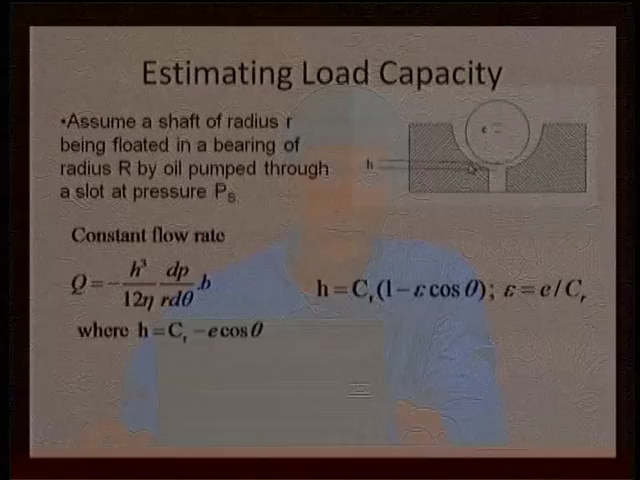 Estimating Load Capacity
•Assume a shaft of radius r
being floated in a bearing of
radius R by oil pumped through
a slot at pressure Ps
h
Constant flow rate
Q = - h³/12η dp/rdθ .b
h = Cr(1-ε cos θ); ε = e/Cr
where h = Cr - e cos θ